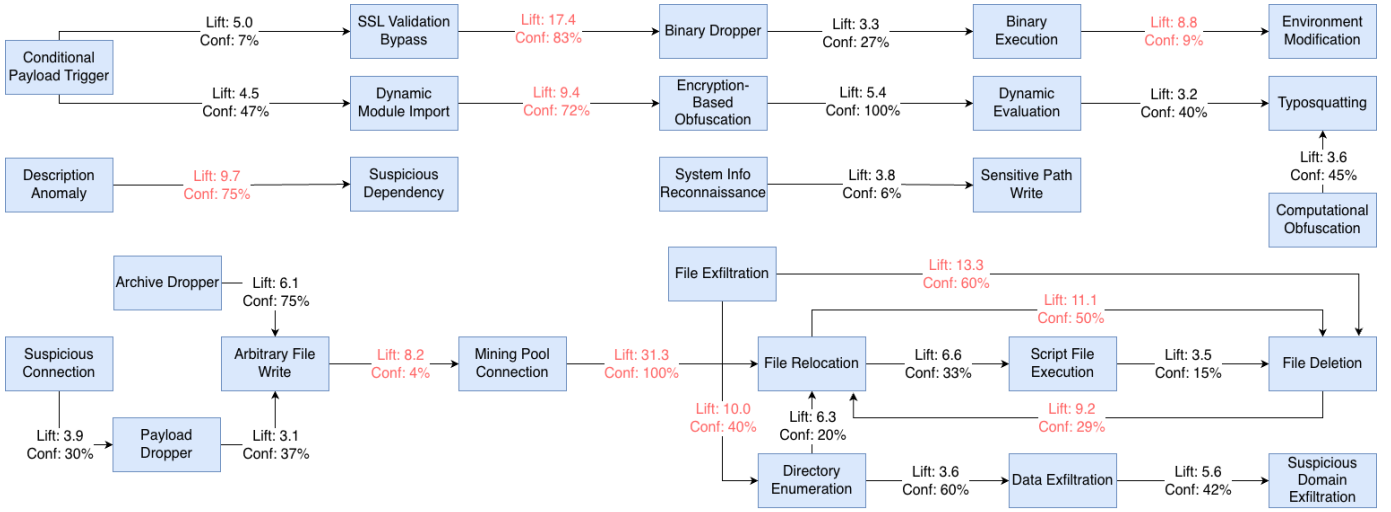 Conditional
Payload Trigger
Lift: 5.0
Conf: 7%
SSL Validation
Bypass
Lift: 17.4
Conf: 83%
Binary Dropper
Lift: 3.3
Conf: 27%
Binary
Execution
Lift: 8.8
Conf: 9%
Environment
Modification
Lift: 4.5
Conf: 47%
Dynamic
Module Import
Lift: 9.4
Conf: 72%
Encryption-
Based
Obfuscation
Lift: 5.4
Conf: 100%
Dynamic
Evaluation
Lift: 3.2
Conf: 40%
Typosquatting
Description
Anomaly
Lift: 9.7
Conf: 75%
Suspicious
Dependency
System Info
Reconnaissance
Lift: 3.8
Conf: 6%
Sensitive Path
Write
Lift: 3.6
Conf: 45%
Computational
Obfuscation
Archive Dropper
Lift: 6.1
Conf: 75%
File Exfiltration
Lift: 13.3
Conf: 60%
Lift: 11.1
Conf: 50%
Suspicious
Connection
Arbitrary File
Write
Lift: 8.2
Conf: 4%
Mining Pool
Connection
Lift: 31.3
Conf: 100%
File Relocation
Lift: 6.6
Conf: 33%
Script File
Execution
Lift: 3.5
Conf: 15%
File Deletion
Lift: 10.0
Conf: 40%
Lift: 6.3
Conf: 20%
Lift: 9.2
Conf: 29%
Lift: 3.9
Conf: 30%
Payload
Dropper
Lift: 3.1
Conf: 37%
Directory
Enumeration
Lift: 3.6
Conf: 60%
Data Exfiltration
Lift: 5.6
Conf: 42%
Suspicious
Domain
Exfiltration